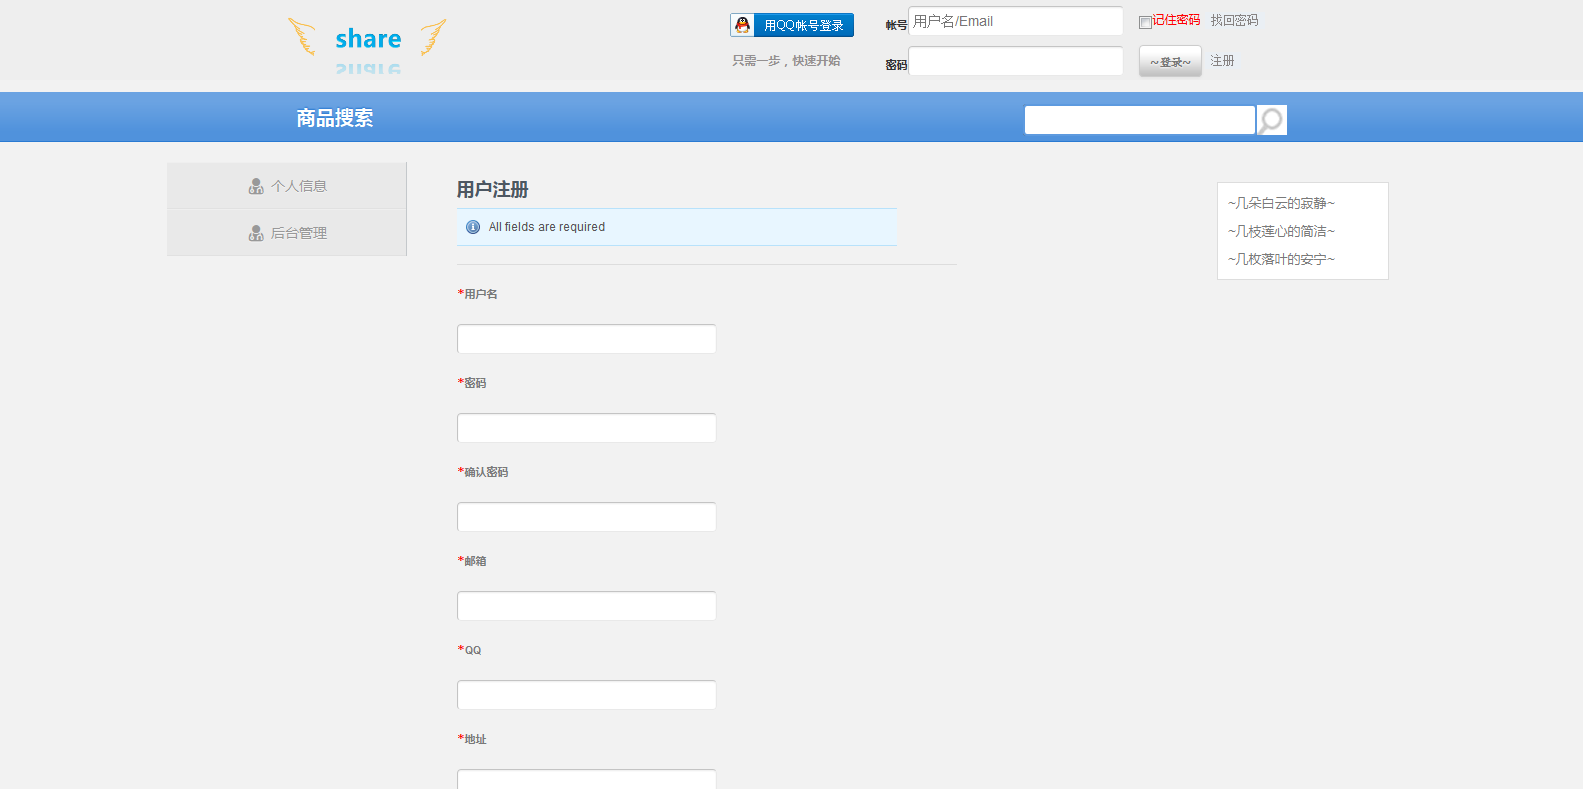 share
用QQ帐号登录
只需一步，快速开始
帐号 用户名/Email
记住密码 找回密码
密码
~登录~ 注册
商品搜索
个人信息
后台管理
用户注册
All fields are required
*用户名
*密码
*确认密码
*邮箱
*QQ
*地址
~几朵白云的寂静~
~几枝莲心的简洁~
~几枚落叶的安宁~